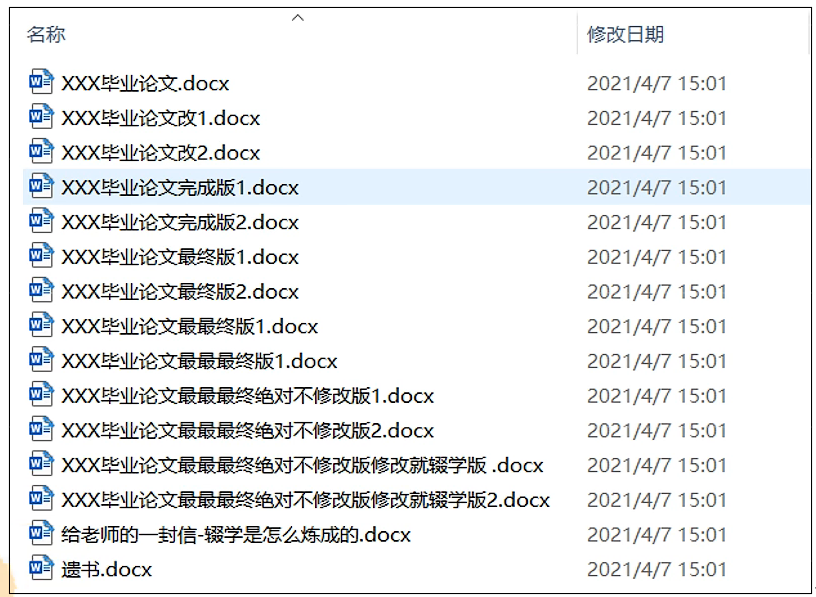 名称 修改日期
XXX毕业论文.docx 2021/4/7 15:01
XXX毕业论文改1.docx 2021/4/7 15:01
XXX毕业论文改2.docx 2021/4/7 15:01
XXX毕业论文完成版1.docx 2021/4/7 15:01
XXX毕业论文完成版2.docx 2021/4/7 15:01
XXX毕业论文最终版1.docx 2021/4/7 15:01
XXX毕业论文最终版2.docx 2021/4/7 15:01
XXX毕业论文最最终版1.docx 2021/4/7 15:01
XXX毕业论文最最最终版1.docx 2021/4/7 15:01
XXX毕业论文最最最终绝对不修改版1.docx 2021/4/7 15:01
XXX毕业论文最最最终绝对不修改版2.docx 2021/4/7 15:01
XXX毕业论文最最最终绝对不修改版修改就辍学版 .docx 2021/4/7 15:01
XXX毕业论文最最最终绝对不修改版修改就辍学版2.docx 2021/4/7 15:01
给老师的一封信-辍学是怎么炼成的.docx 2021/4/7 15:01
遗书.docx 2021/4/7 15:01